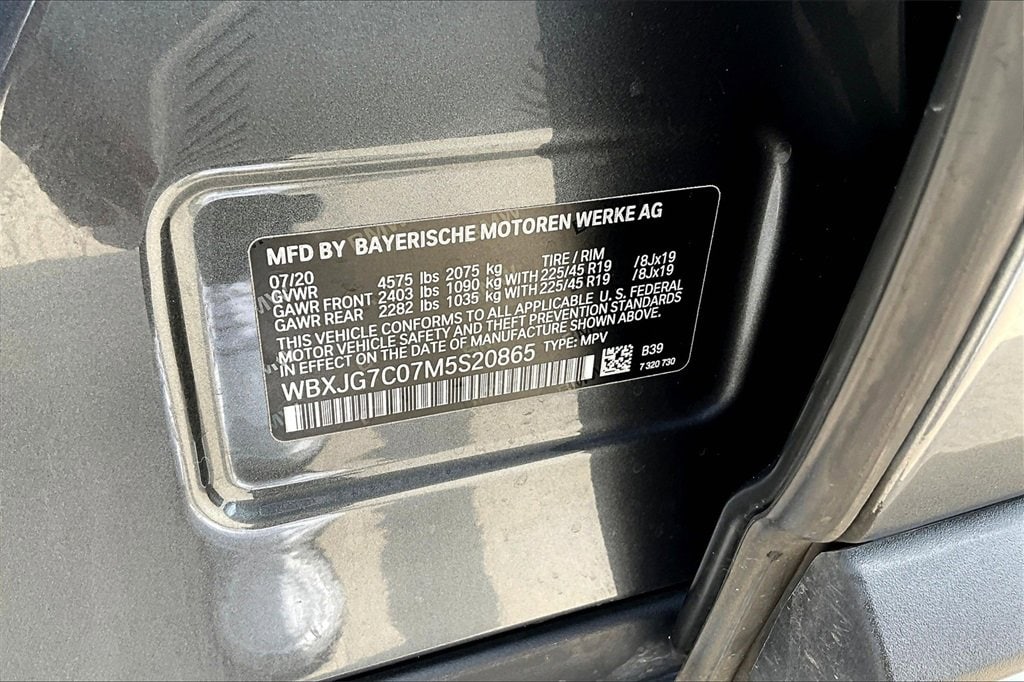 MFD BY BAYERISCHE MOTOREN WERKE AG
07/20 TIRE / RIM
GVWR 4575 lbs 2075 kg
GAWR FRONT 2403 lbs 1090 kg WITH 225/45 R19 /8Jx19
GAWR REAR 2282 lbs 1035 kg WITH 225/45 R19 /8Jx19
THIS VEHICLE CONFORMS TO ALL APPLICABLE U. S. FEDERAL
MOTOR VEHICLE SAFETY AND THEFT PREVENTION STANDARDS
IN EFFECT ON THE DATE OF MANUFACTURE SHOWN ABOVE.
WBXJG7C07M5S20865 TYPE: MPV
B39
7 320 730